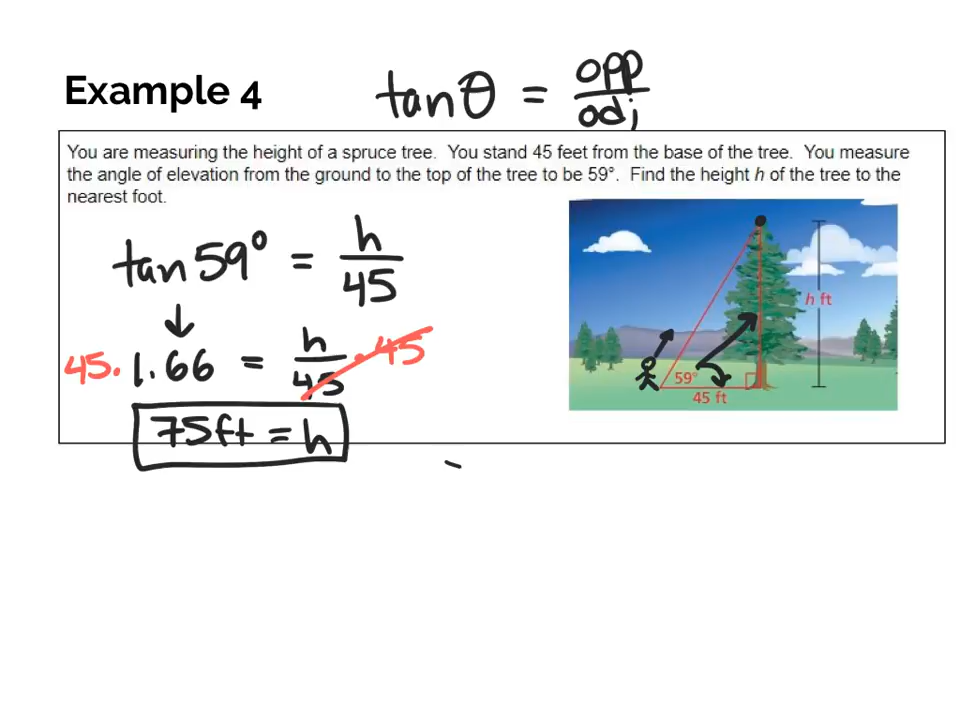 Example 4
tan θ = opp/adj
You are measuring the height of a spruce tree. You stand 45 feet from the base of the tree. You measure
the angle of elevation from the ground to the top of the tree to be 59°. Find the height h of the tree to the
nearest foot.
tan 59° = h/45
h ft
45 · 1.66 = h/45 · 45
59°
45 ft
75ft = h